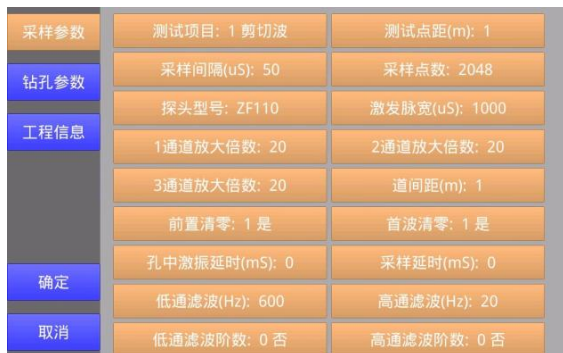 采样参数
钻孔参数
工程信息
确定
取消
测试项目: 1 剪切波
测试点距(m): 1
采样间隔(uS): 50
采样点数: 2048
探头型号: ZF110
激发脉宽(uS): 1000
1通道放大倍数: 20
2通道放大倍数: 20
3通道放大倍数: 20
道间距(m): 1
前置清零: 1 是
首波清零: 1 是
孔中激振延时(mS): 0
采样延时(mS): 0
低通滤波(Hz): 600
高通滤波(Hz): 20
低通滤波阶数: 0 否
高通滤波阶数: 0 否